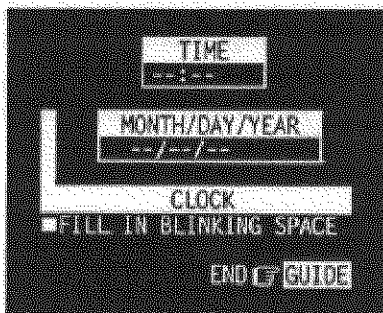 TIME
--:--
MONTH/DAY/YEAR
--/--/--
CLOCK
■FILL IN BLINKING SPACE
END ☞ GUIDE